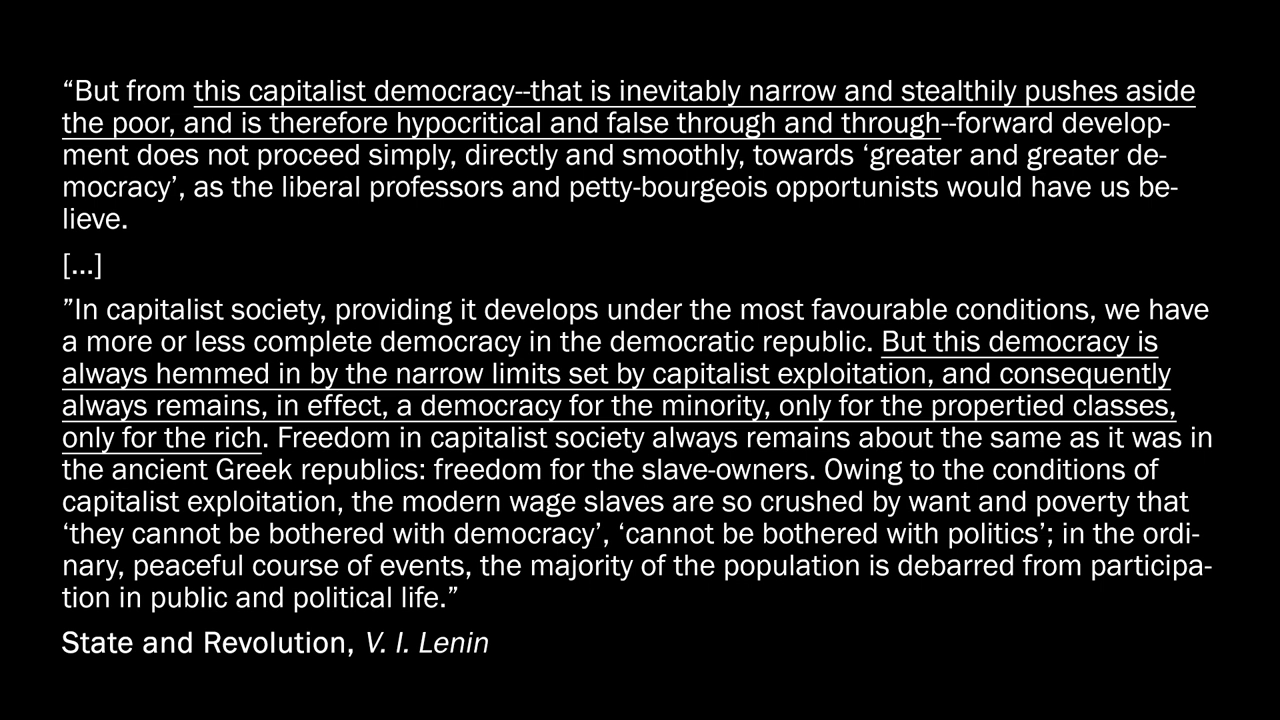 “But from this capitalist democracy--that is inevitably narrow and stealthily pushes aside
the poor, and is therefore hypocritical and false through and through--forward develop-
ment does not proceed simply, directly and smoothly, towards ‘greater and greater de-
mocracy’, as the liberal professors and petty-bourgeois opportunists would have us be-
lieve.
[...]
”In capitalist society, providing it develops under the most favourable conditions, we have
a more or less complete democracy in the democratic republic. But this democracy is
always hemmed in by the narrow limits set by capitalist exploitation, and consequently
always remains, in effect, a democracy for the minority, only for the propertied classes,
only for the rich. Freedom in capitalist society always remains about the same as it was in
the ancient Greek republics: freedom for the slave-owners. Owing to the conditions of
capitalist exploitation, the modern wage slaves are so crushed by want and poverty that
‘they cannot be bothered with democracy’, ‘cannot be bothered with politics’; in the ordi-
nary, peaceful course of events, the majority of the population is debarred from participa-
tion in public and political life.”
State and Revolution, V. I. Lenin